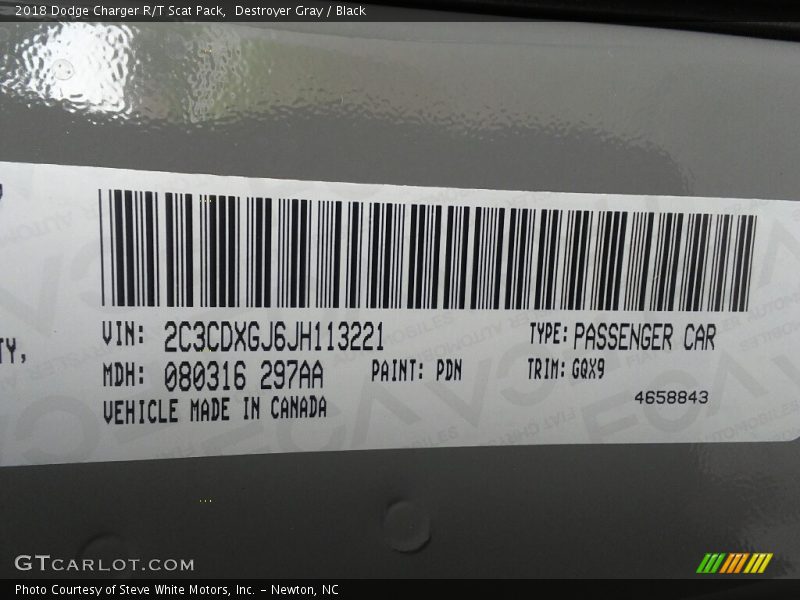 2018 Dodge Charger R/T Scat Pack, Destroyer Gray / Black
VIN: 2C3CDXGJ6JH113221 TYPE: PASSENGER CAR
TY, MDH: 080316 297AA PAINT: PDN TRIM: GQX9
VEHICLE MADE IN CANADA 4658843
GTCARLOT.COM
Photo Courtesy of Steve White Motors, Inc. – Newton, NC